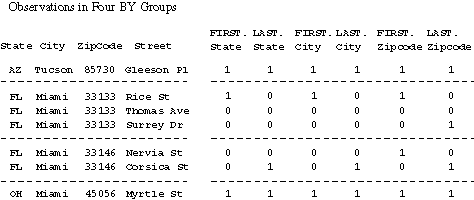 Observations in Four BY Groups
FIRST. LAST. FIRST. LAST. FIRST. LAST.
State City ZipCode Street State State City City Zipcode Zipcode
AZ Tucson 85730 Gleeson Pl 1 1 1 1 1 1
FL Miami 33133 Rice St 1 0 1 0 1 0
FL Miami 33133 Thomas Ave 0 0 0 0 0 0
FL Miami 33133 Surrey Dr 0 0 0 0 0 1
FL Miami 33146 Nervia St 0 0 0 0 1 0
FL Miami 33146 Corsica St 0 1 0 1 0 1
OH Miami 45056 Myrtle St 1 1 1 1 1 1